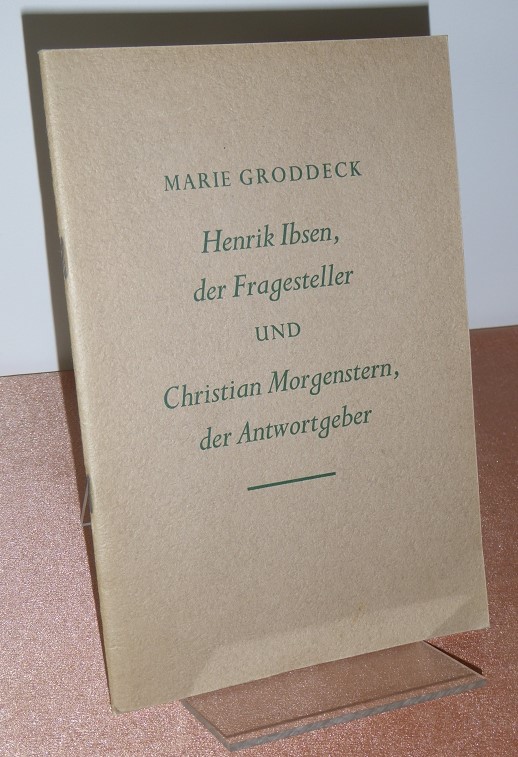 MARIE GRODDECK
Henrik Ibsen,
der Fragesteller
UND
Christian Morgenstern,
der Antwortgeber